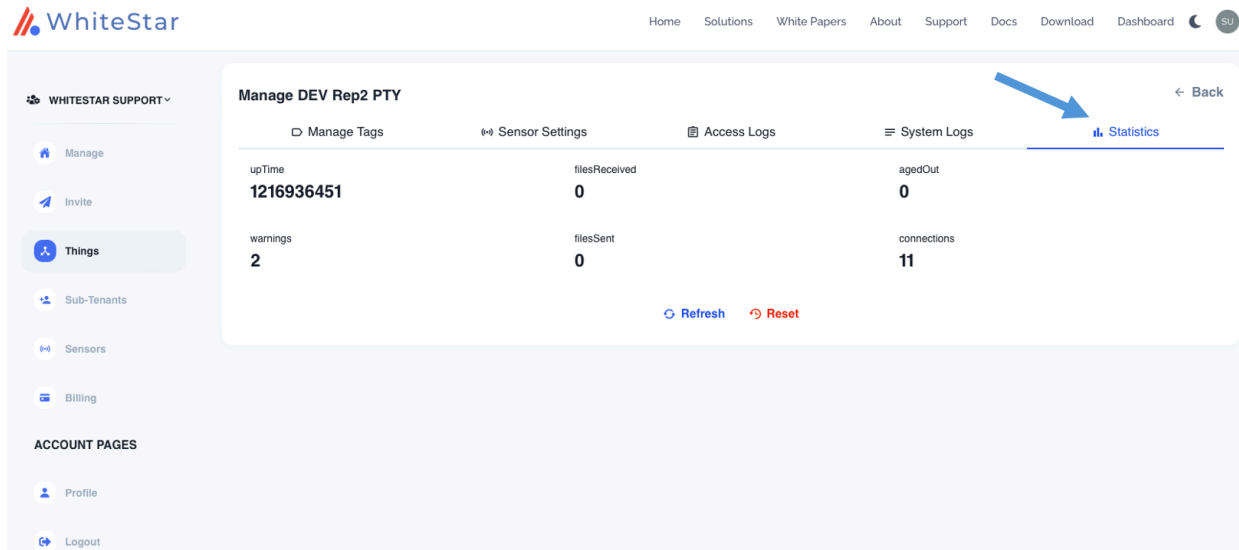 WhiteStar
Home Solutions White Papers About Support Docs Download Dashboard SU
WHITESTAR SUPPORT
Manage
Invite
Things
Sub-Tenants
Sensors
Billing
ACCOUNT PAGES
Profile
Logout
Manage DEV Rep2 PTY
Back
Manage Tags Sensor Settings Access Logs System Logs Statistics
upTime filesReceived agedOut
1216936451 0 0
warnings filesSent connections
2 0 11
Refresh Reset